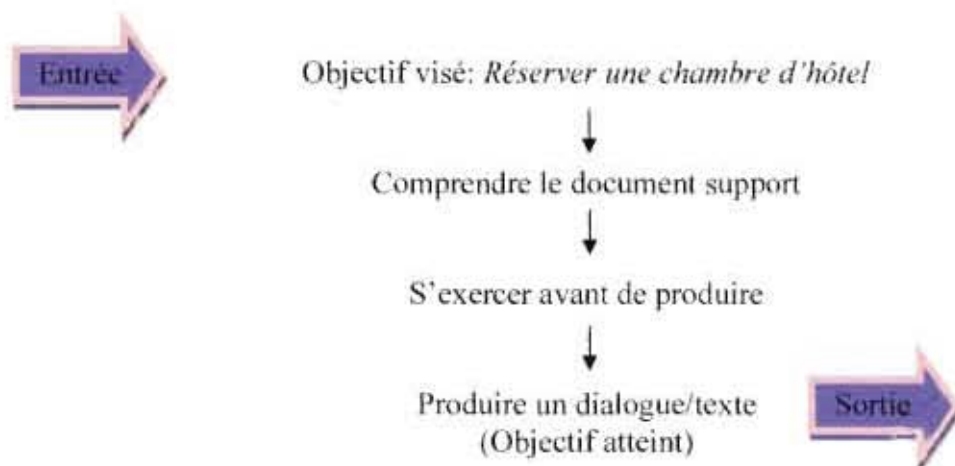 Entrée
Objectif visé: Réserver une chambre d'hôtel
Comprendre le document support
S'exercer avant de produire
Produire un dialogue/texte
(Objectif atteint)
Sortie